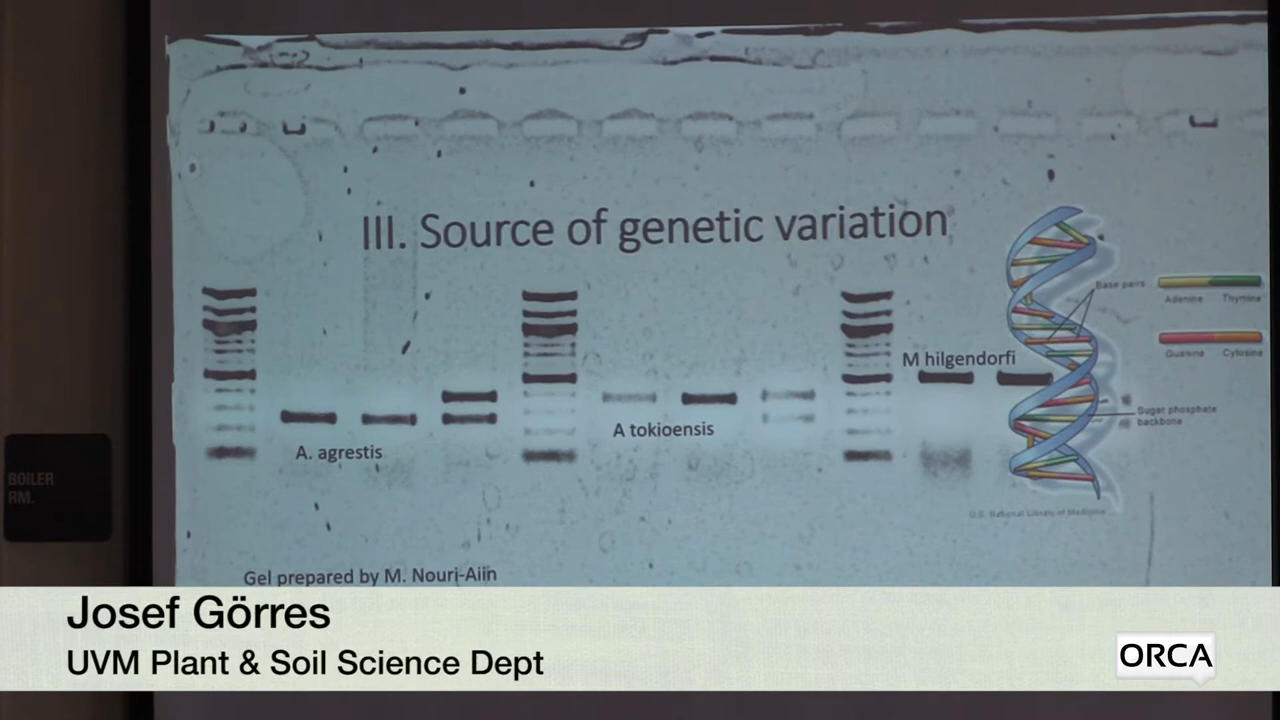 III. Source of genetic variation
Base pairs
Adenine Thymine
Guanine Cytosine
M hilgendorfi
Sugar phosphate
backbone
A tokioensis
A. agrestis
U.S. National Library of Medicine
Gel prepared by M. Nouri-Aiin
BOILER
RM.
Josef Görres
UVM Plant & Soil Science Dept
ORCA